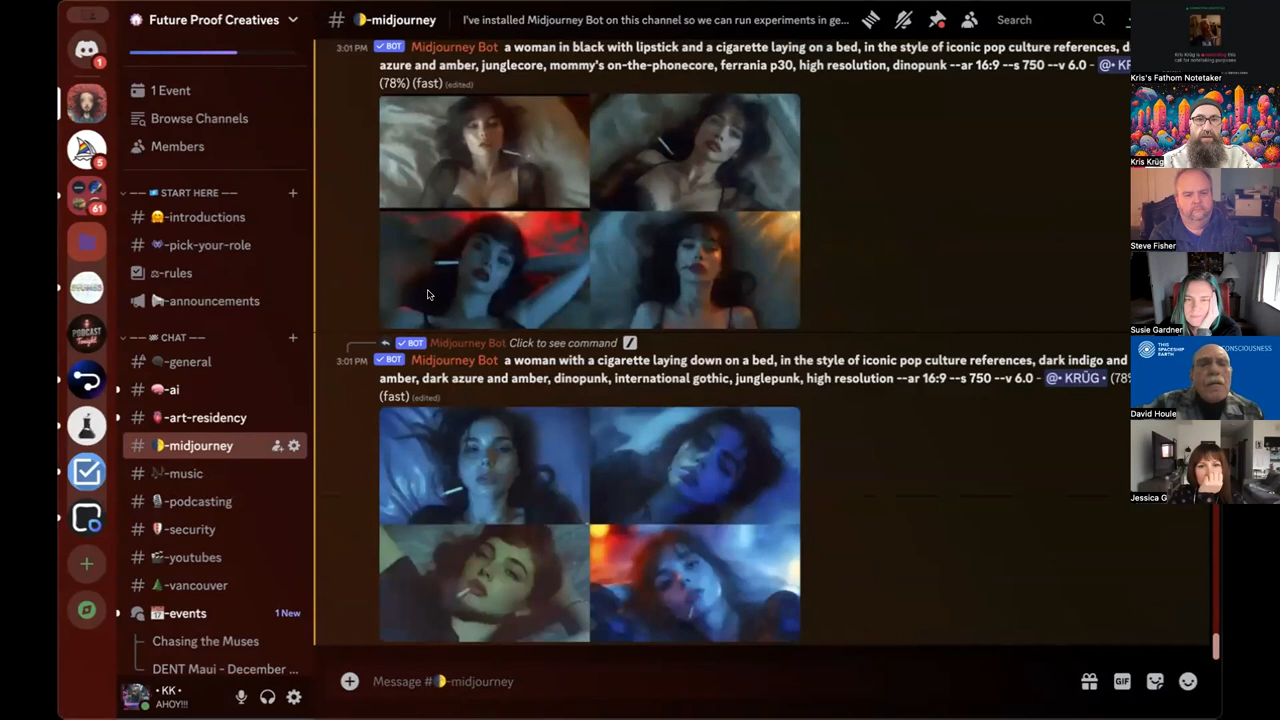 Future Proof Creatives
1 Event
Browse Channels
Members
START HERE
-introductions
-pick-your-role
-rules
-announcements
CHAT
-general
-ai
-art-residency
-midjourney
-music
-podcasting
-security
-youtubes
-vancouver
-events
1 New
Chasing the Muses
DENT Maui - December ...
• KK •
AHOY!!!
1
5
61
-midjourney
I've installed Midjourney Bot on this channel so we can run experiments in ge...
Search
3:01 PM BOT Midjourney Bot a woman in black with lipstick and a cigarette laying on a bed, in the style of iconic pop culture references, d
azure and amber, junglecore, mommy's on-the-phonecore, ferrania p30, high resolution, dinopunk --ar 16:9 --s 750 --v 6.0 - @• KR
(78%) (fast) (edited)
BOT Midjourney Bot Click to see command
3:01 PM BOT Midjourney Bot a woman with a cigarette laying down on a bed, in the style of iconic pop culture references, dark indigo and
amber, dark azure and amber, dinopunk, international gothic, junglepunk, high resolution --ar 16:9 --s 750 --v 6.0 - @• KRŪG • (78%
(fast) (edited)
Message #-midjourney
GIF
Kris's Fathom Notetaker
Kris Krüg
Steve Fisher
Susie Gardner
THIS
SPACESHIP
EARTH
CONSCIOUSNESS
David Houle
Jessica G